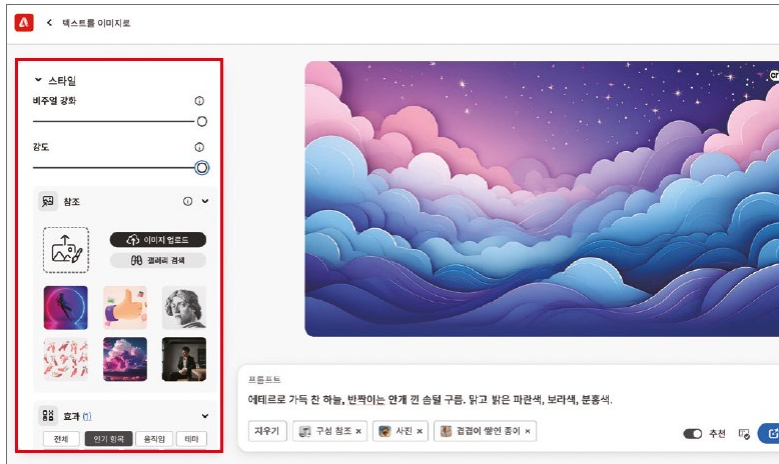 텍스트를 이미지로
스타일
비주얼 강화
강도
참조
이미지 업로드
갤러리 검색
효과 (1)
전체 인기 항목 움직임 테마
프롬프트
에테르로 가득 찬 하늘, 반짝이는 안개 낀 솜털 구름. 맑고 밝은 파란색, 보라색, 분홍색.
지우기 구성 참조 × 사진 × 겹겹이 쌓인 종이 ×
추천